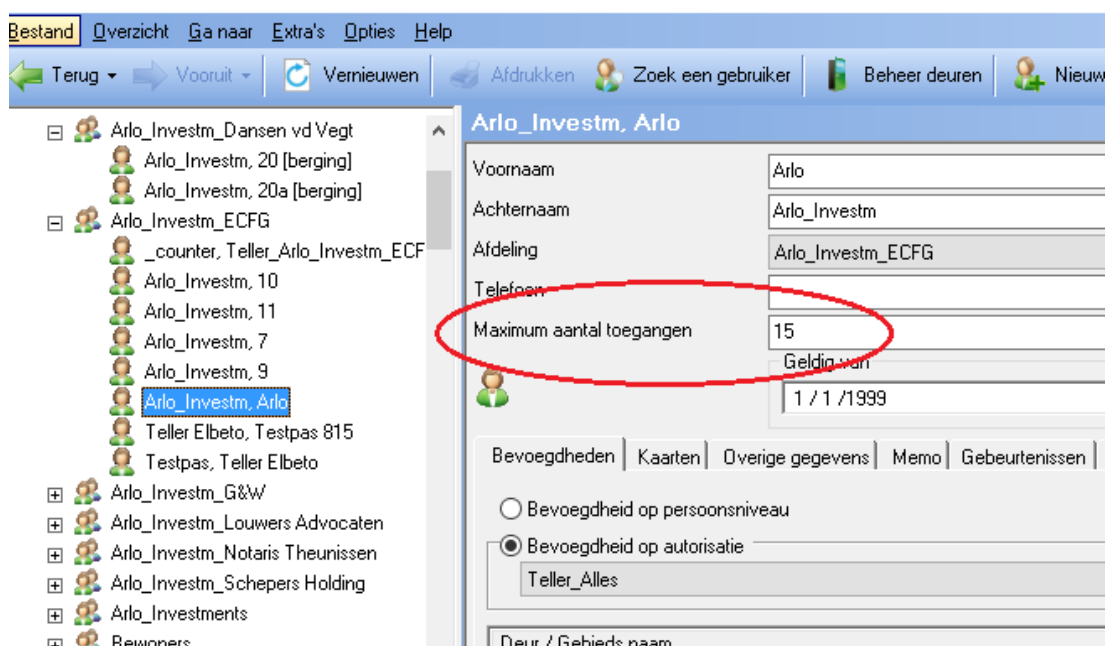 Bestand Overzicht Ga naar Extra's Opties Help
Terug Vooruit Vernieuwen Afdrukken Zoek een gebruiker Beheer deuren Nieuw
Arlo_Investm_Dansen vd Vegt
Arlo_Investm, 20 [berging]
Arlo_Investm, 20a [berging]
Arlo_Investm_ECFG
_counter, Teller_Arlo_Investm_ECF
Arlo_Investm, 10
Arlo_Investm, 11
Arlo_Investm, 7
Arlo_Investm, 9
Arlo_Investm, Arlo
Teller Elbeto, Testpas 815
Testpas, Teller Elbeto
Arlo_Investm_G&W
Arlo_Investm_Louwers Advocaten
Arlo_Investm_Notaris Theunissen
Arlo_Investm_Schepers Holding
Arlo_Investments
Bewoners
Arlo_Investm, Arlo
Voornaam Arlo
Achternaam Arlo_Investm
Afdeling Arlo_Investm_ECFG
Telefoon
Maximum aantal toegangen 15
Geldig van
1 / 1 /1999
Bevoegdheden Kaarten Overige gegevens Memo Gebeurtenissen
Bevoegdheid op persoonsniveau
Bevoegdheid op autorisatie
Teller_Alles
Deur / Gebieds naam